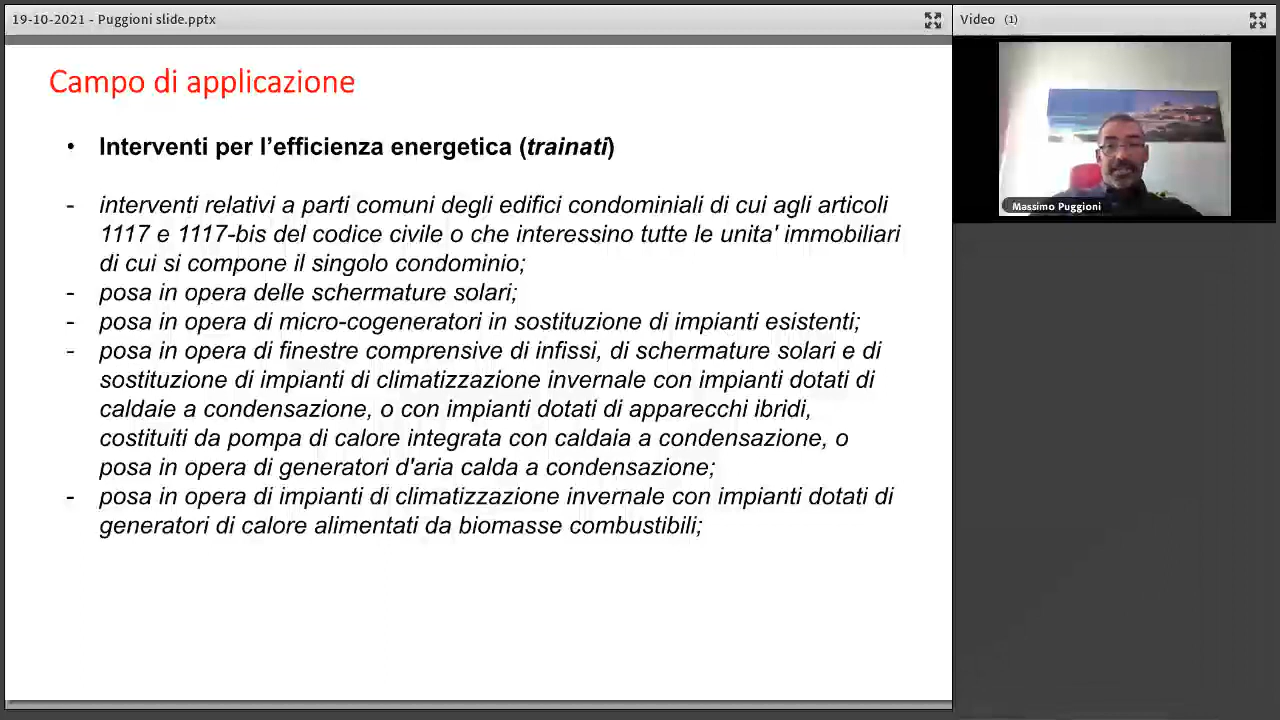 19-10-2021 - Puggioni slide.pptx
Video (1)
Campo di applicazione
• Interventi per l’efficienza energetica (trainati)
- interventi relativi a parti comuni degli edifici condominiali di cui agli articoli
1117 e 1117-bis del codice civile o che interessino tutte le unita' immobiliari
di cui si compone il singolo condominio;
- posa in opera delle schermature solari;
- posa in opera di micro-cogeneratori in sostituzione di impianti esistenti;
- posa in opera di finestre comprensive di infissi, di schermature solari e di
sostituzione di impianti di climatizzazione invernale con impianti dotati di
caldaie a condensazione, o con impianti dotati di apparecchi ibridi,
costituiti da pompa di calore integrata con caldaia a condensazione, o
posa in opera di generatori d'aria calda a condensazione;
- posa in opera di impianti di climatizzazione invernale con impianti dotati di
generatori di calore alimentati da biomasse combustibili;
Massimo Puggioni